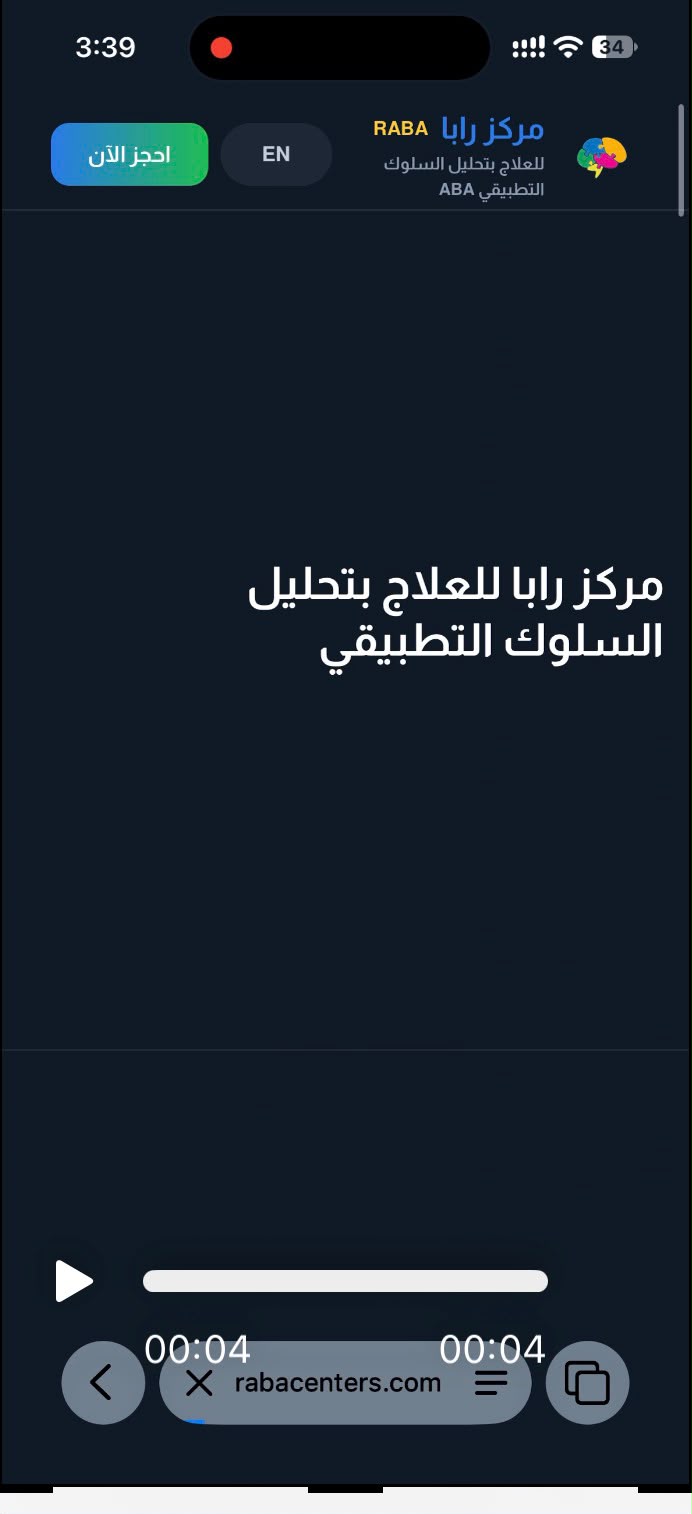 3:39
34
مركز رابا RABA
للعلاج بتحليل السلوك
التطبيقي ABA
EN
احجز الآن
مركز رابا للعلاج بتحليل
السلوك التطبيقي
00:04 00:04
rabacenters.com